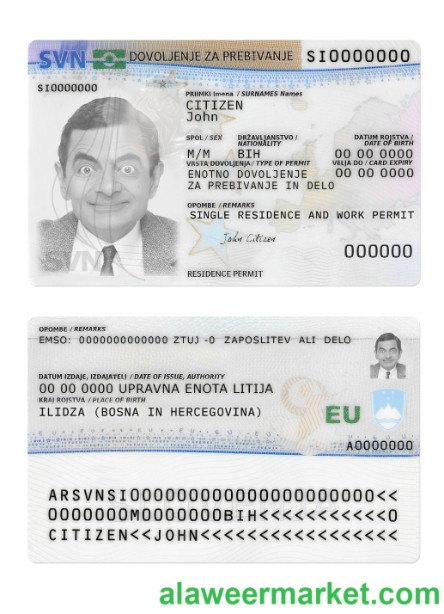 SVN DOVOLJENJE ZA PREBIVANJE SI0000000
SI0000000
PRIIMKI Imena / SURNAMES Names
CITIZEN
John
SPOL / SEX DRŽAVLJANSTVO / NATIONALITY DATUM ROJSTVA / DATE OF BIRTH
M/M BIH 00 00 0000
VRSTA DOVOLJENJA / TYPE OF PERMIT VELJA DO / CARD EXPIRY
ENOTNO DOVOLJENJE 00 00 0000
ZA PREBIVANJE IN DELO
OPOMBE / REMARKS
SINGLE RESIDENCE AND WORK PERMIT
John Citizen
000000
SVN
RESIDENCE PERMIT
OPOMBE / REMARKS
EMSO: 0000000000000 ZTUJ-0 ZAPOSLITEV ALI DELO
DATUM IZDAJE, IZDAJATELJ / DATE OF ISSUE, AUTHORITY
00 00 0000 UPRAVNA ENOTA LITIJA
KRAJ ROJSTVA / PLACE OF BIRTH
ILIDZA (BOSNA IN HERCEGOVINA)
EU
A0000000
ARSVNSI0000000000000000000000<<
0000000M0000000BIH<<<<<<<<<<<0
CITIZEN<<JOHN<<<<<<<<<<<<<<<<<
alaweermarket.com